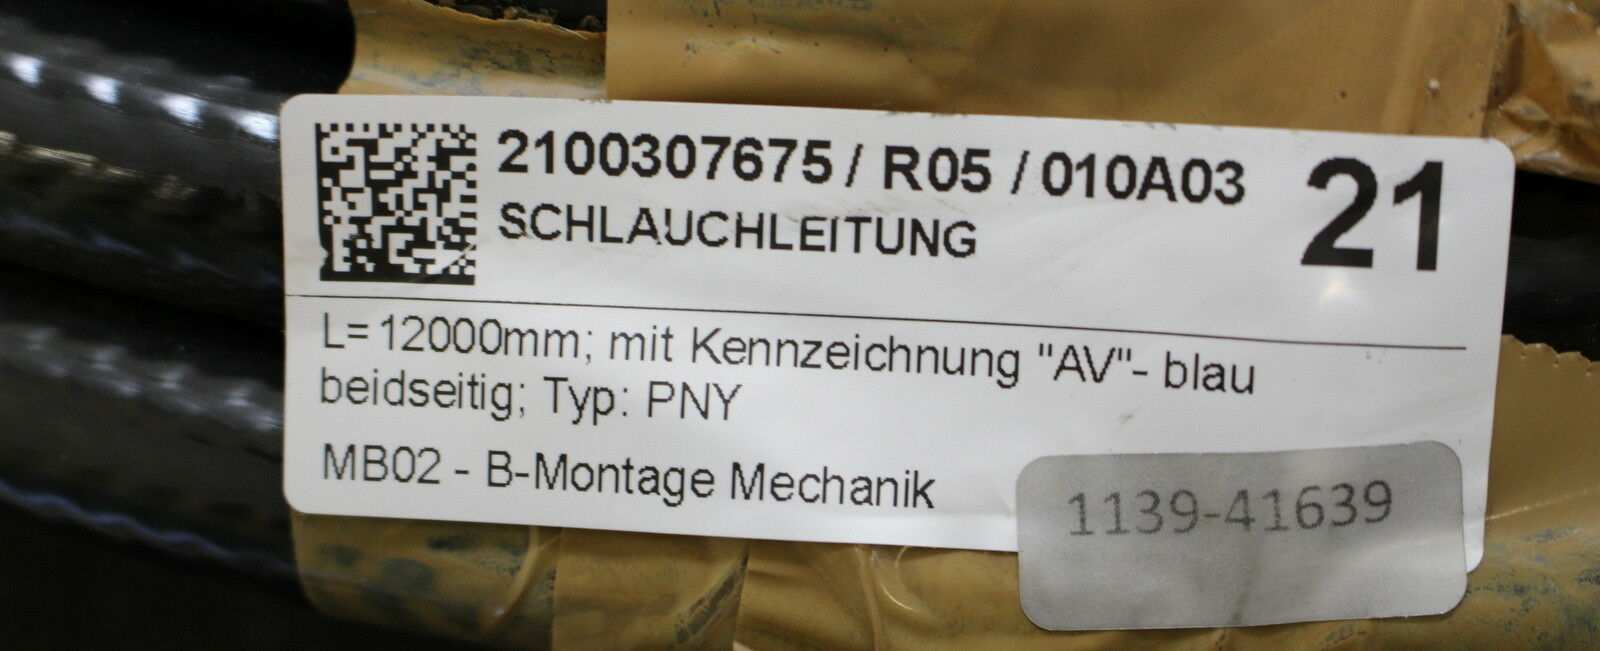 2100307675 / R05 / 010A03
21
SCHLAUCHLEITUNG
L= 12000mm; mit Kennzeichnung "AV"- blau
beidseitig; Typ: PNY
MB02 - B-Montage Mechanik
1139-41639